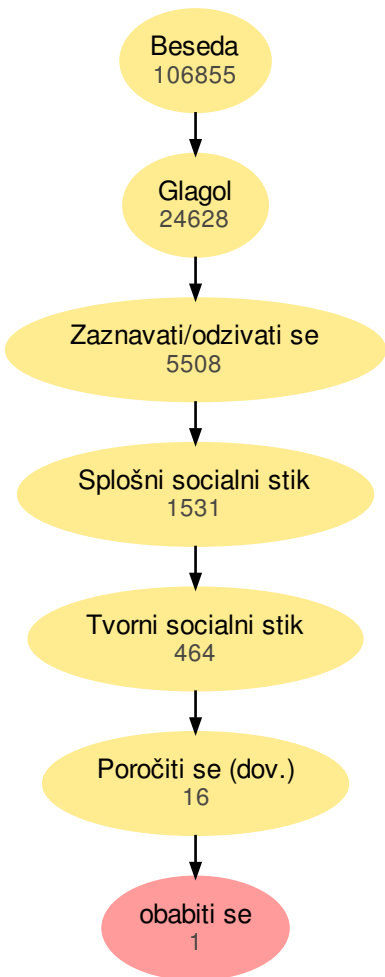 Beseda
106855
Glagol
24628
Zaznavati/odzivati se
5508
Splošni socialni stik
1531
Tvorni socialni stik
464
Poročiti se (dov.)
16
obabiti se
1